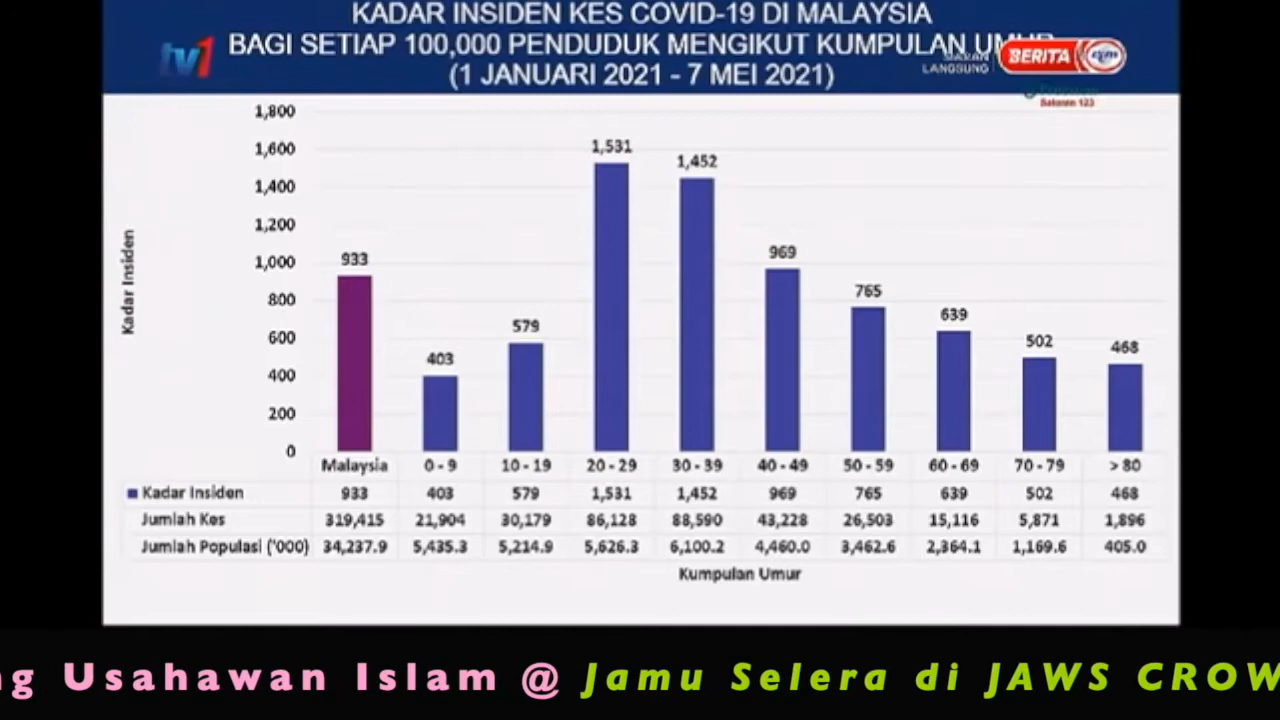 KADAR INSIDEN KES COVID-19 DI MALAYSIA
BAGI SETIAP 100,000 PENDUDUK MENGIKUT KUMPULAN UMUR
(1 JANUARI 2021 - 7 MEI 2021)
tv1
LANGSUNG
BERITA rtm
Saluran 123
Kadar Insiden
1,800
1,600
1,400
1,200
1,000
800
600
400
200
0
933 403 579 1,531 1,452 969 765 639 502 468
Malaysia 0 - 9 10 - 19 20 - 29 30 - 39 40 - 49 50 - 59 60 - 69 70 - 79 > 80
Kadar Insiden 933 403 579 1,531 1,452 969 765 639 502 468
Jumlah Kes 319,415 21,904 30,179 86,128 88,590 43,228 26,503 15,116 5,871 1,896
Jumlah Populasi ('000) 34,237.9 5,435.3 5,214.9 5,626.3 6,100.2 4,460.0 3,462.6 2,364.1 1,169.6 405.0
Kumpulan Umur
ng Usahawan Islam @ Jamu Selera di JAWS CROW